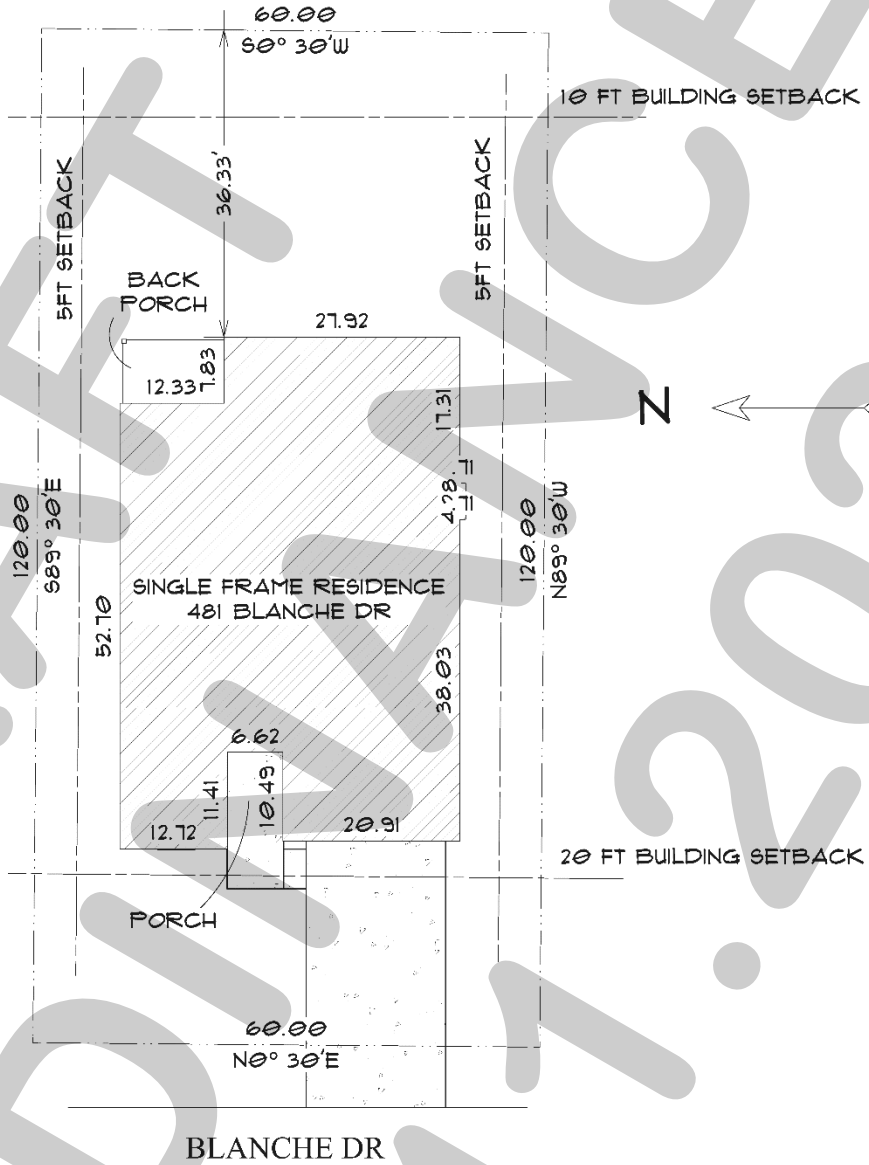 60.00
S0° 30'W
10 FT BUILDING SETBACK
5FT SETBACK
36.33'
5FT SETBACK
BACK
PORCH
27.92
12.33
7.83
17.31
N
.71
4.28
.71
120.00
S89° 30'E
120.00
N89° 30'W
SINGLE FRAME RESIDENCE
481 BLANCHE DR
52.70
38.03
6.62
11.41
10.49
12.72
20.91
20 FT BUILDING SETBACK
PORCH
60.00
N0° 30'E
BLANCHE DR